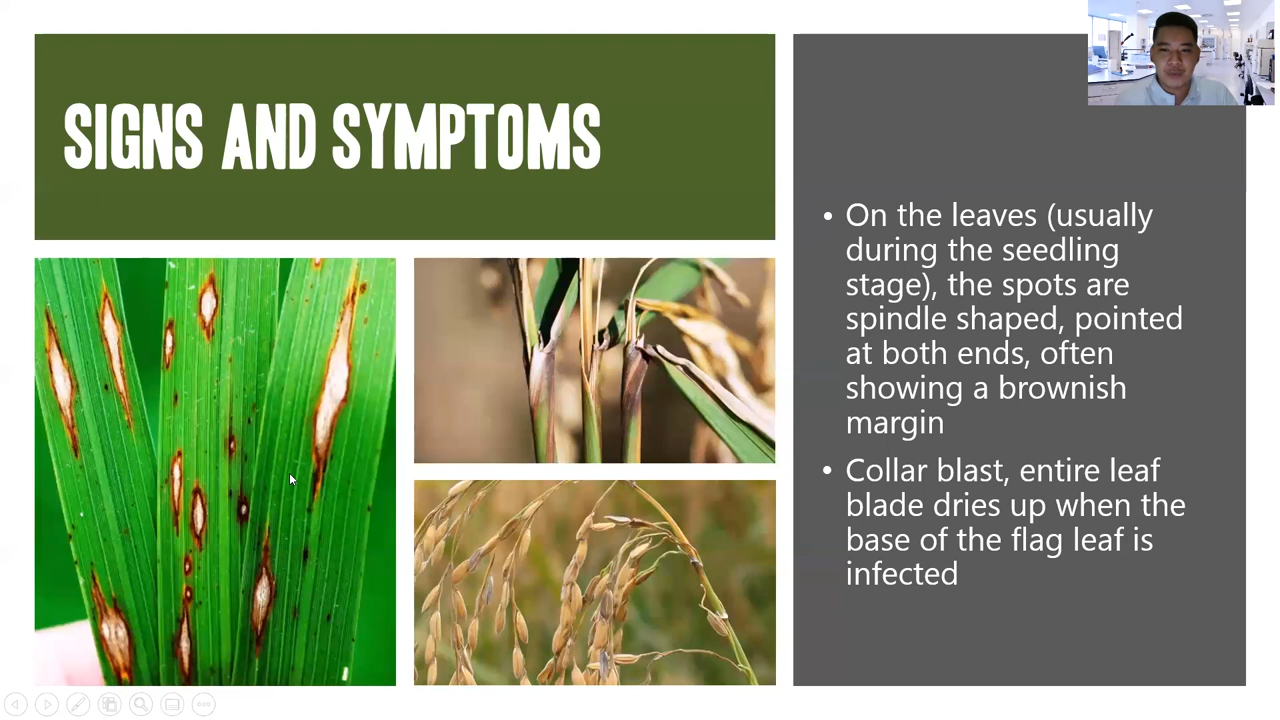 SIGNS AND SYMPTOMS
• On the leaves (usually
during the seedling
stage), the spots are
spindle shaped, pointed
at both ends, often
showing a brownish
margin
• Collar blast, entire leaf
blade dries up when the
base of the flag leaf is
infected